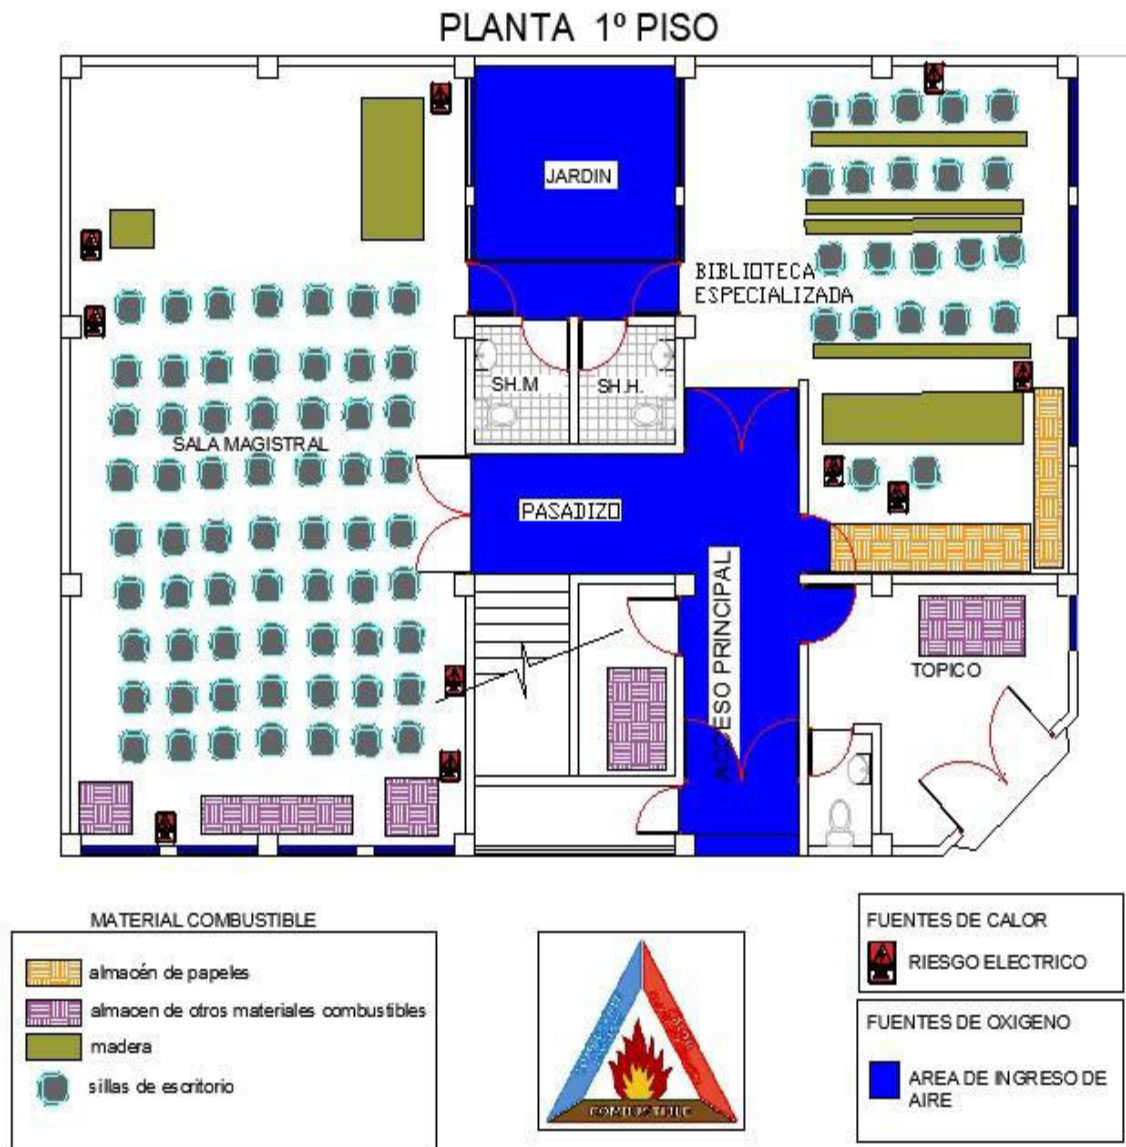 PLANTA 1º PISO
JARDIN
BIBLIOTECA
ESPECIALIZADA
SH.M
SH.H.
SALA MAGISTRAL
PASADIZO
ACCESO PRINCIPAL
TOPICO
MATERIAL COMBUSTIBLE
almacén de papeles
almacen de otros materiales combustibles
madera
sillas de escritorio
COMBUSTIBLE
FUENTES DE CALOR
RIESGO ELECTRICO
FUENTES DE OXIGENO
AREA DE INGRESO DE
AIRE